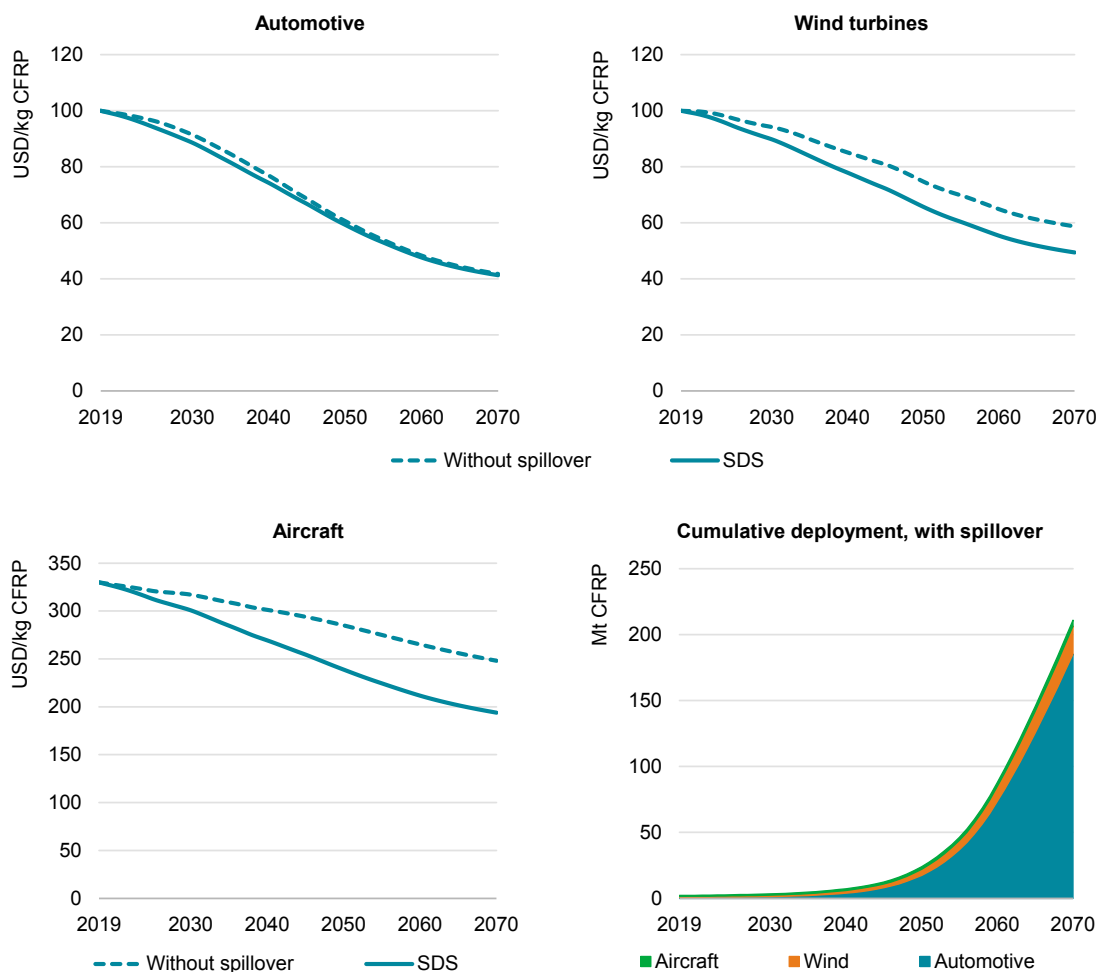 Automotive
USD/kg CFRP
120
100
80
60
40
20
0
2019 2030 2040 2050 2060 2070
Wind turbines
USD/kg CFRP
120
100
80
60
40
20
0
2019 2030 2040 2050 2060 2070
Without spillover SDS
Aircraft
USD/kg CFRP
350
300
250
200
150
100
50
0
2019 2030 2040 2050 2060 2070
Without spillover SDS
Cumulative deployment, with spillover
Mt CFRP
250
200
150
100
50
0
2019 2030 2040 2050 2060 2070
Aircraft Wind Automotive